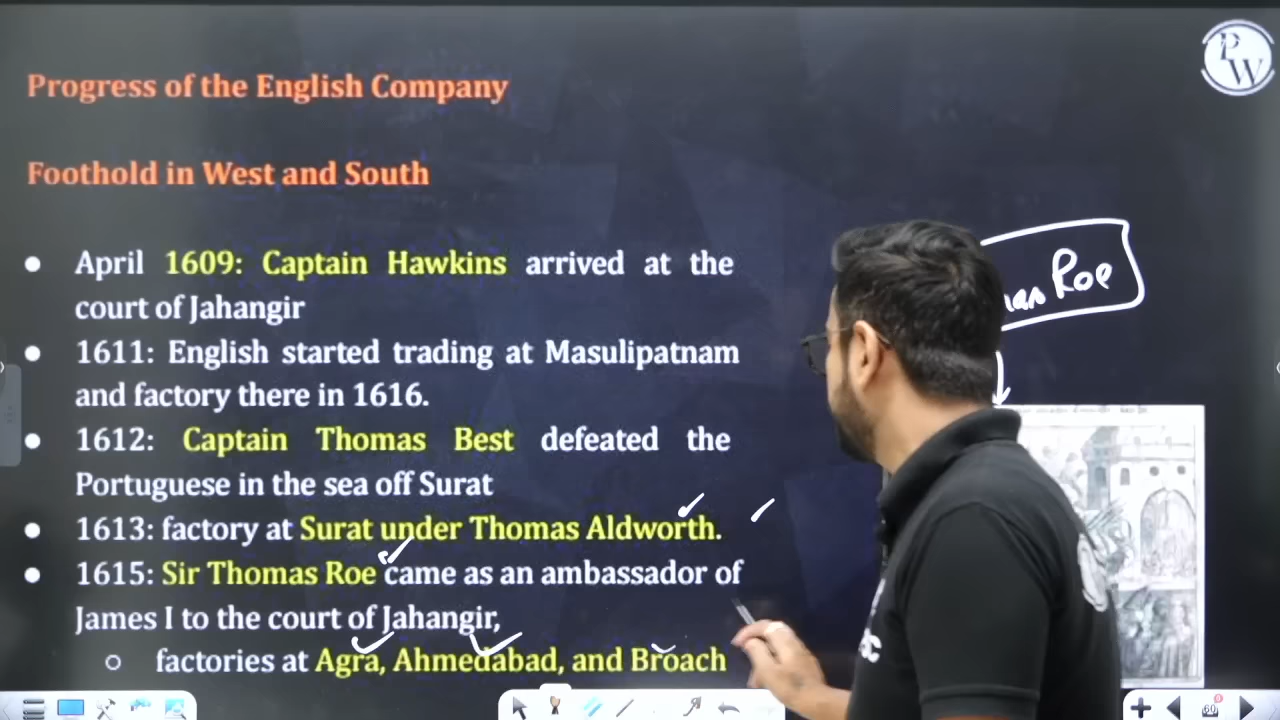 PW
Progress of the English Company
Foothold in West and South
● April 1609: Captain Hawkins arrived at the
court of Jahangir
● 1611: English started trading at Masulipatnam
and factory there in 1616.
● 1612: Captain Thomas Best defeated the
Portuguese in the sea off Surat
● 1613: factory at Surat under Thomas Aldworth.
● 1615: Sir Thomas Roe came as an ambassador of
James I to the court of Jahangir,
○ factories at Agra, Ahmedabad, and Broach
Roe
60